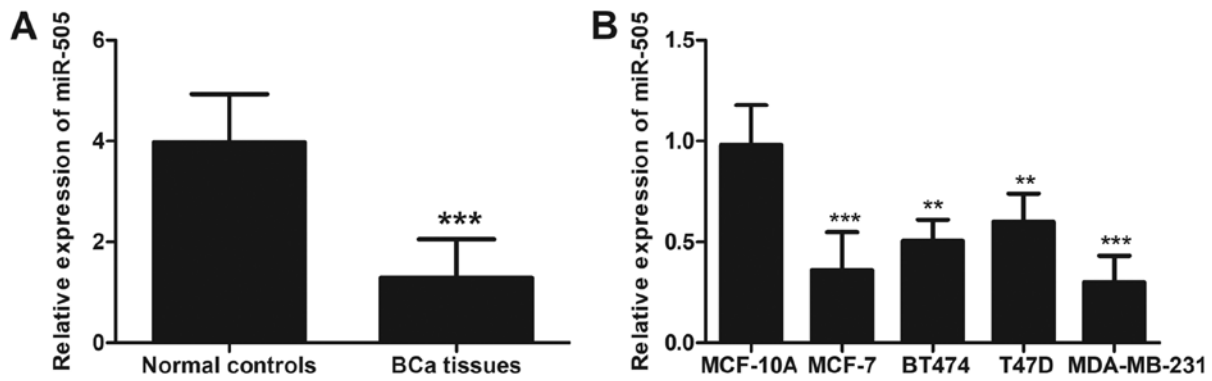 A
Relative expression of miR-505
6
4
2
0
***
Normal controls
BCa tissues
B
Relative expression of miR-505
1.5
1.0
0.5
0.0
***
**
**
***
MCF-10A
MCF-7
BT474
T47D
MDA-MB-231